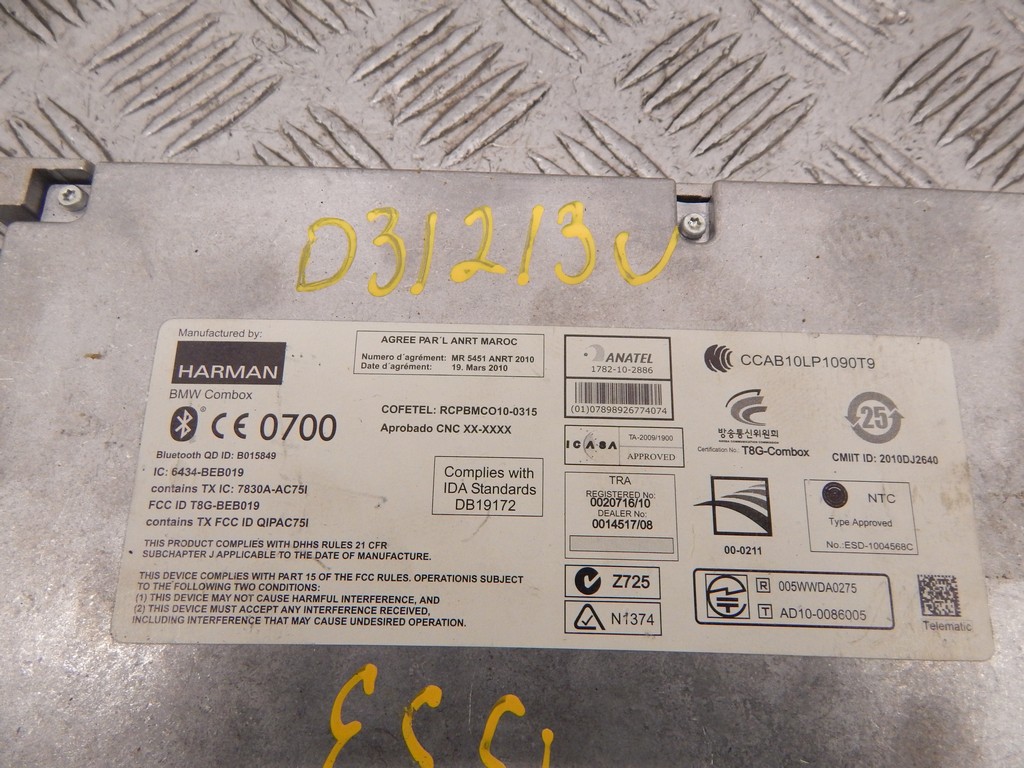 D31213U
Manufactured by:
HARMAN
BMW Combox
CE 0700
Bluetooth QD ID: B015849
IC: 6434-BEB019
contains TX IC: 7830A-AC75I
FCC ID T8G-BEB019
contains TX FCC ID QIPAC75I
THIS PRODUCT COMPLIES WITH DHHS RULES 21 CFR
SUBCHAPTER J APPLICABLE TO THE DATE OF MANUFACTURE.
THIS DEVICE COMPLIES WITH PART 15 OF THE FCC RULES. OPERATIONIS SUBJECT
TO THE FOLLOWING TWO CONDITIONS:
(1) THIS DEVICE MAY NOT CAUSE HARMFUL INTERFERENCE, AND
(2) THIS DEVICE MUST ACCEPT ANY INTERFERENCE RECEIVED,
INCLUDING INTERFERENCE THAT MAY CAUSE UNDESIRED OPERATION.
AGREE PAR´L ANRT MAROC
Numero d´agrément: MR 5451 ANRT 2010
Date d´agrément: 19. Mars 2010
COFETEL: RCPBMCO10-0315
Aprobado CNC XX-XXXX
Complies with
IDA Standards
DB19172
ANATEL
1782-10-2886
(01)07898926774074
ICASA
TA-2009/1900
APPROVED
TRA
REGISTERED No:
0020716/10
DEALER No:
0014517/08
Z725
N1374
CCAB10LP1090T9
방송통신위원회
KOREA COMMUNICATIONS COMMISSION
Certification No.: T8G-Combox
25
CMIIT ID: 2010DJ2640
00-0211
NTC
Type Approved
No.:ESD-1004568C
R 005WWDA0275
T AD10-0086005
Telematic